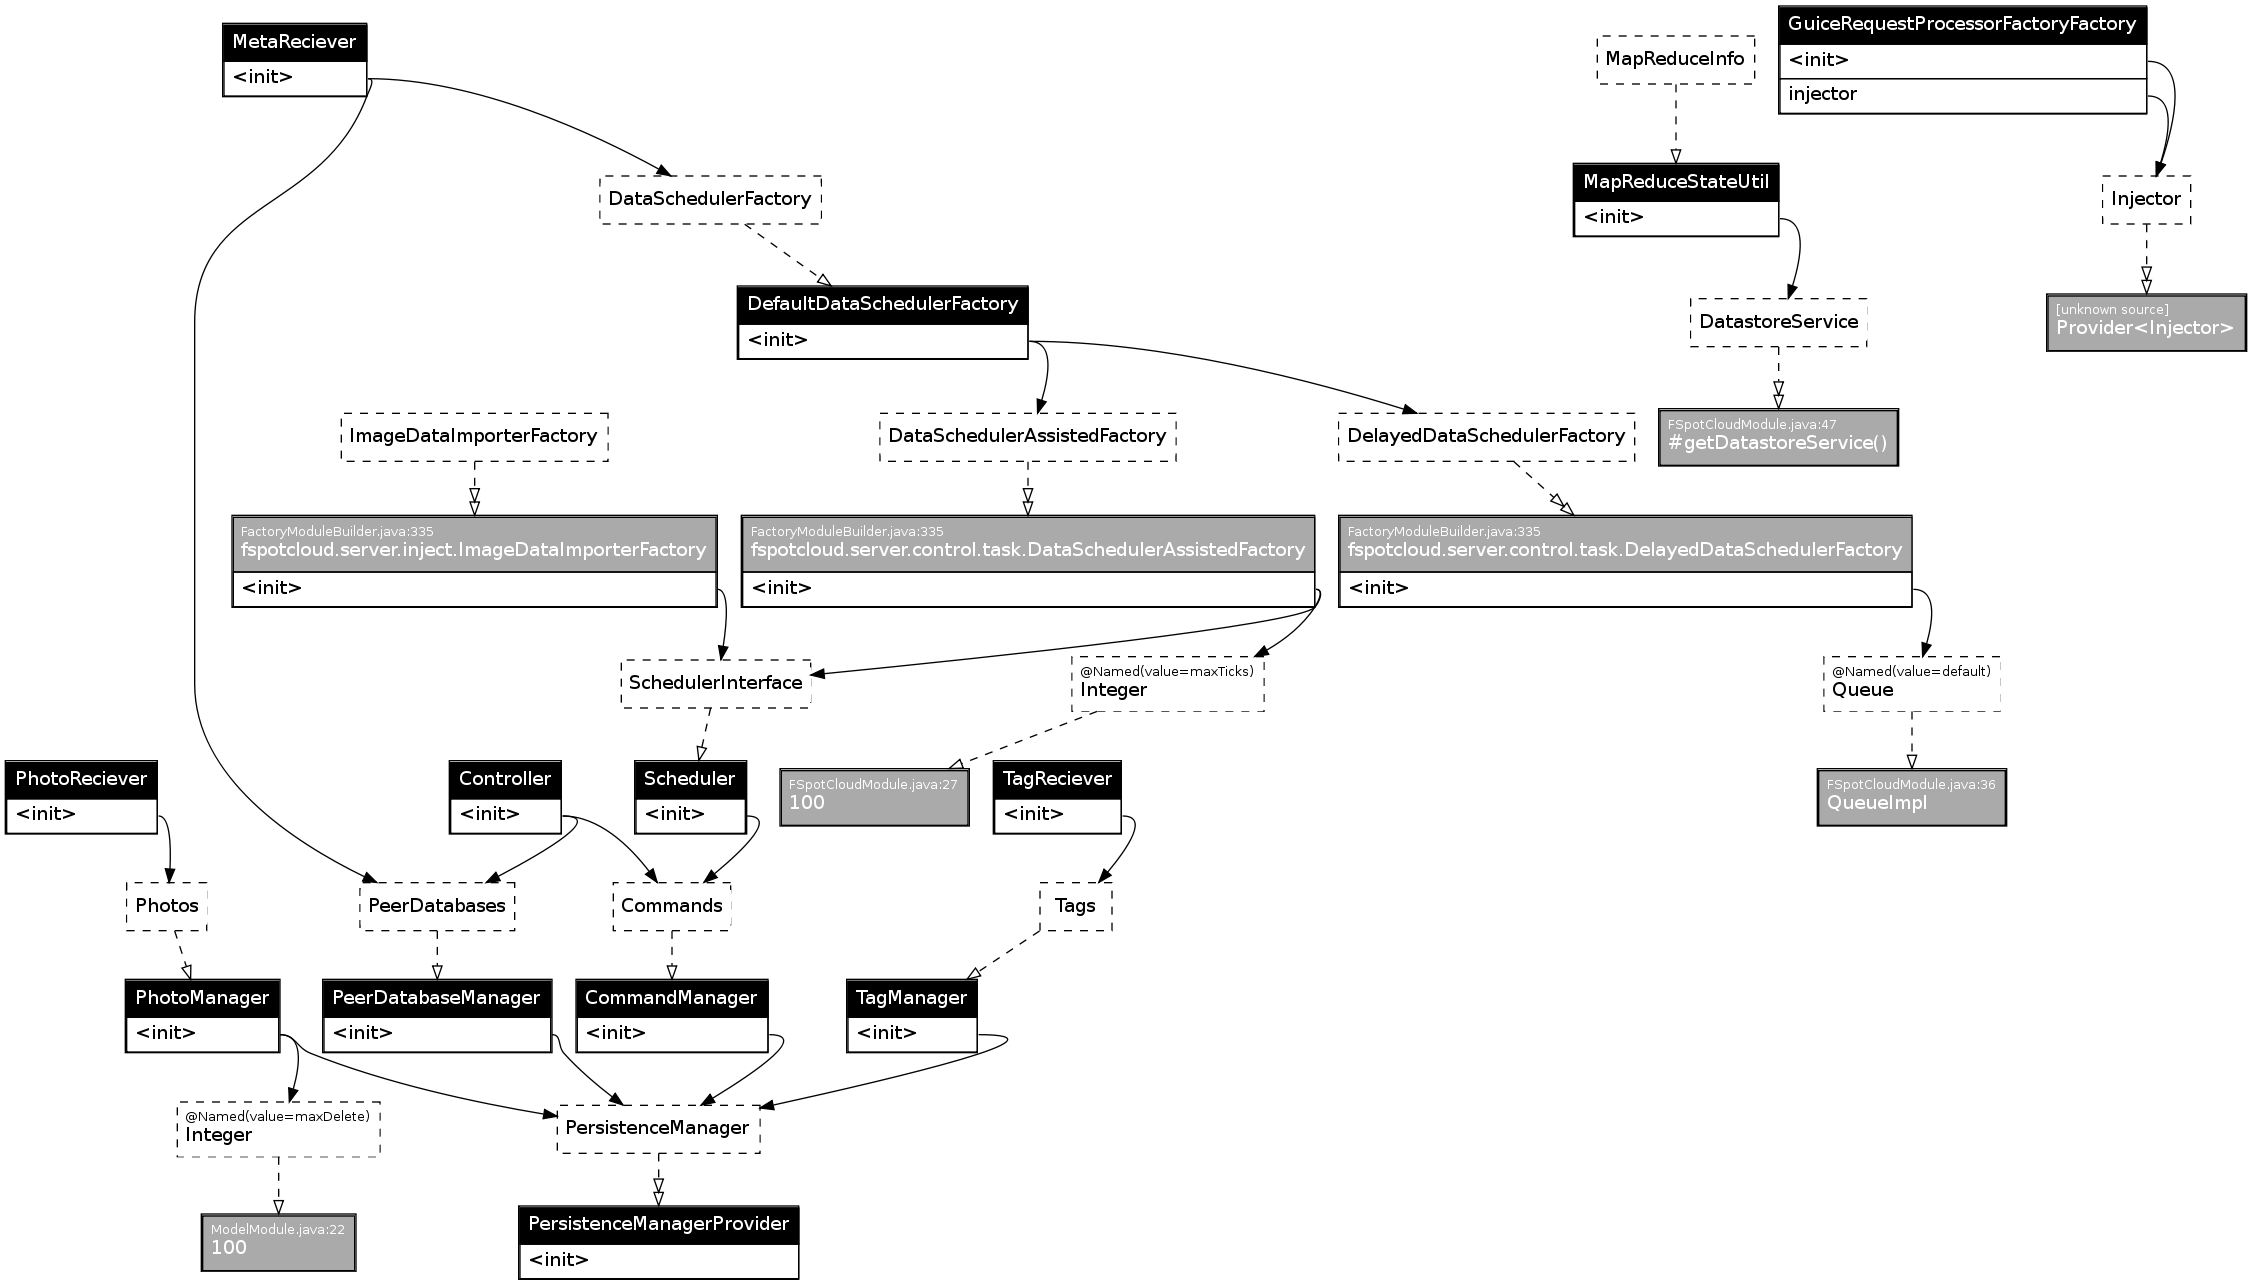 MetaReciever
<init>
MapReduceInfo
GuiceRequestProcessorFactoryFactory
<init>
injector
DataSchedulerFactory
MapReduceStateUtil
<init>
Injector
DefaultDataSchedulerFactory
<init>
DatastoreService
[unknown source]
Provider<Injector>
ImageDataImporterFactory
DataSchedulerAssistedFactory
DelayedDataSchedulerFactory
FSpotCloudModule.java:47
#getDatastoreService()
FactoryModuleBuilder.java:335
fspotcloud.server.inject.ImageDataImporterFactory
<init>
FactoryModuleBuilder.java:335
fspotcloud.server.control.task.DataSchedulerAssistedFactory
<init>
FactoryModuleBuilder.java:335
fspotcloud.server.control.task.DelayedDataSchedulerFactory
<init>
SchedulerInterface
@Named(value=maxTicks)
Integer
@Named(value=default)
Queue
PhotoReciever
<init>
Controller
<init>
Scheduler
<init>
FSpotCloudModule.java:27
100
TagReciever
<init>
FSpotCloudModule.java:36
QueueImpl
Photos
PeerDatabases
Commands
Tags
PhotoManager
<init>
PeerDatabaseManager
<init>
CommandManager
<init>
TagManager
<init>
@Named(value=maxDelete)
Integer
PersistenceManager
ModelModule.java:22
100
PersistenceManagerProvider
<init>